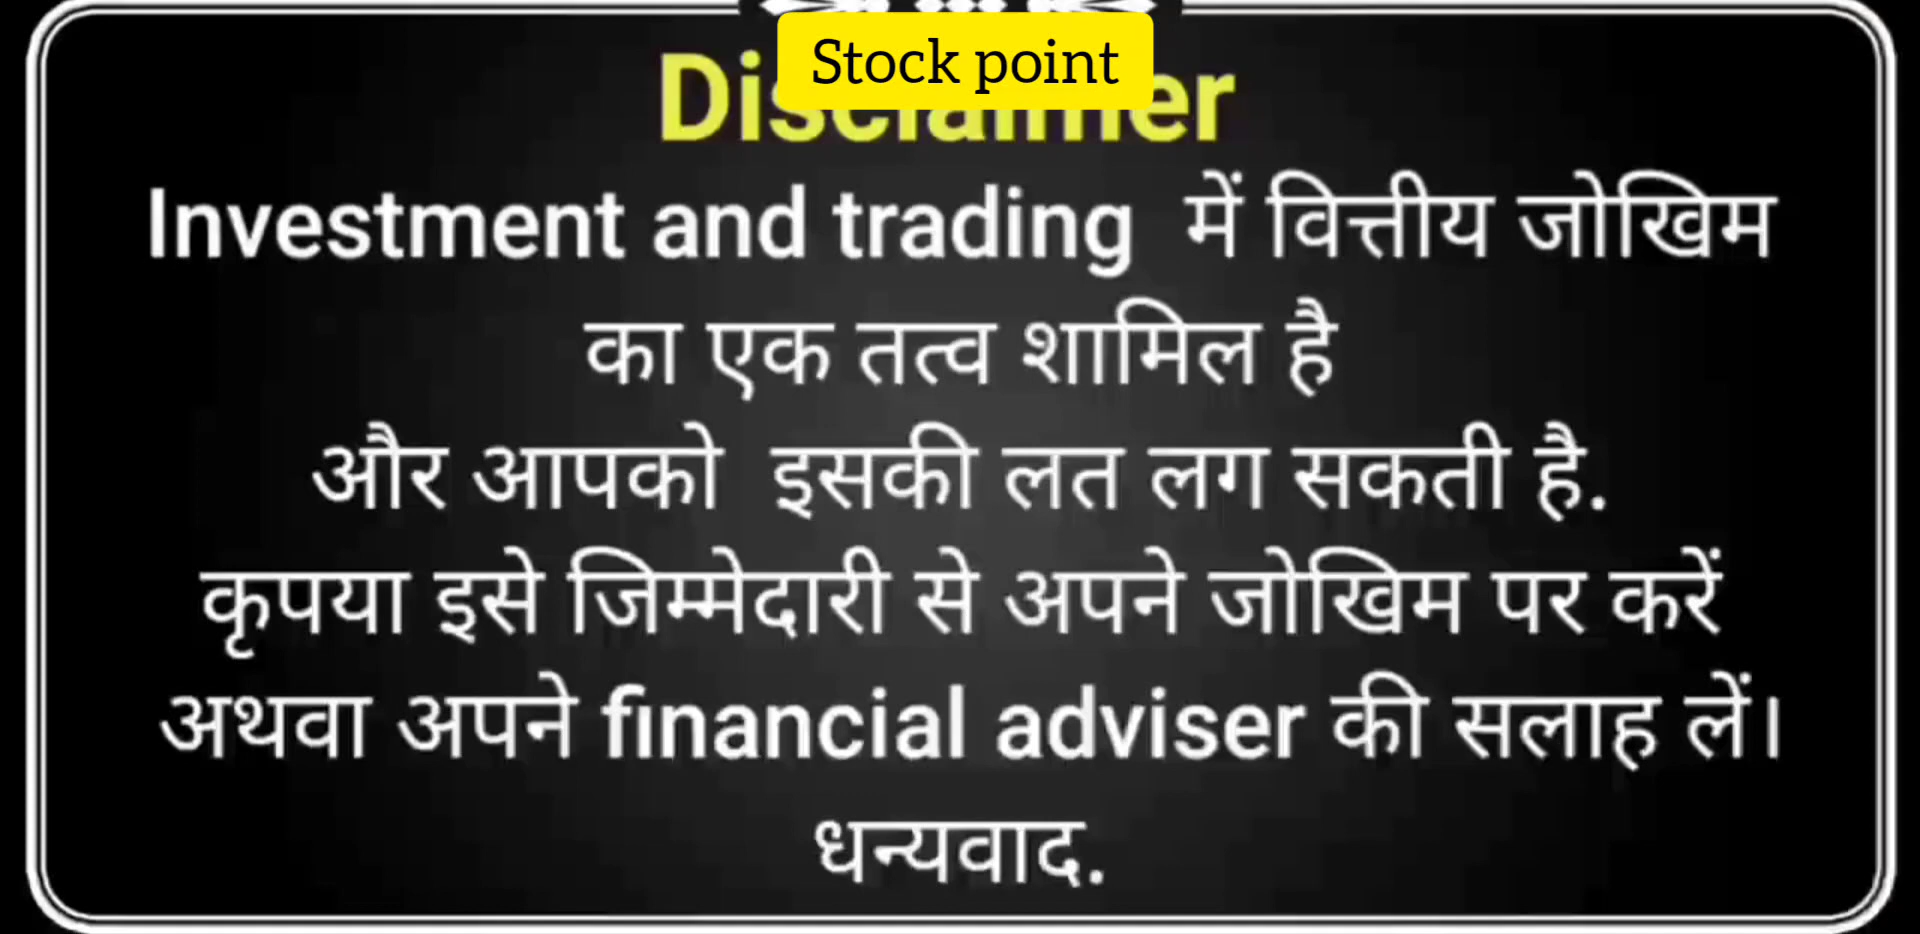 Stock point
Disclaimer
Investment and trading में वित्तीय जोखिम
का एक तत्व शामिल है
और आपको इसकी लत लग सकती है.
कृपया इसे जिम्मेदारी से अपने जोखिम पर करें
अथवा अपने financial adviser की सलाह लें।
धन्यवाद.